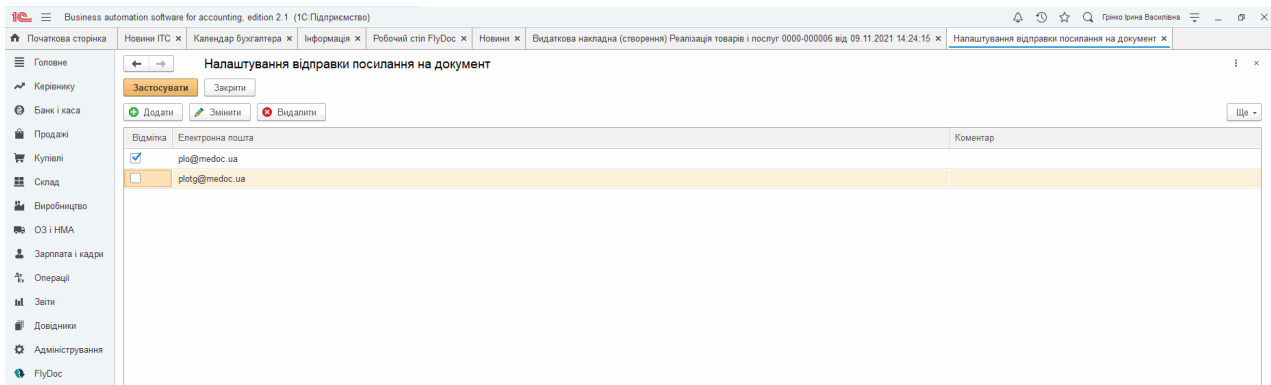 1С Business automation software for accounting, edition 2.1 (1С:Підприємство) Грінко Ірина Василівна
Початкова сторінка Новини ІТС Календар бухгалтера Інформація Робочий стіл FlyDoc Новини Видаткова накладна (створення) Реалізація товарів і послуг 0000-000006 від 09.11.2021 14:24:15 Налаштування відправки посилання на документ
Головне
Керівнику
Банк і каса
Продажі
Купівлі
Склад
Виробництво
ОЗ і НМА
Зарплата і кадри
Операції
Звіти
Довідники
Адміністрування
FlyDoc
Налаштування відправки посилання на документ
Застосувати Закрити
Додати Змінити Видалити Ще
Відмітка Електронна пошта Коментар
plo@medoc.ua
plotg@medoc.ua